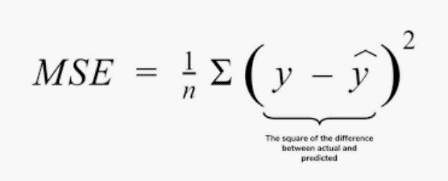 MSE = 1/n Σ (y − ŷ)²
The square of the difference
between actual and
predicted